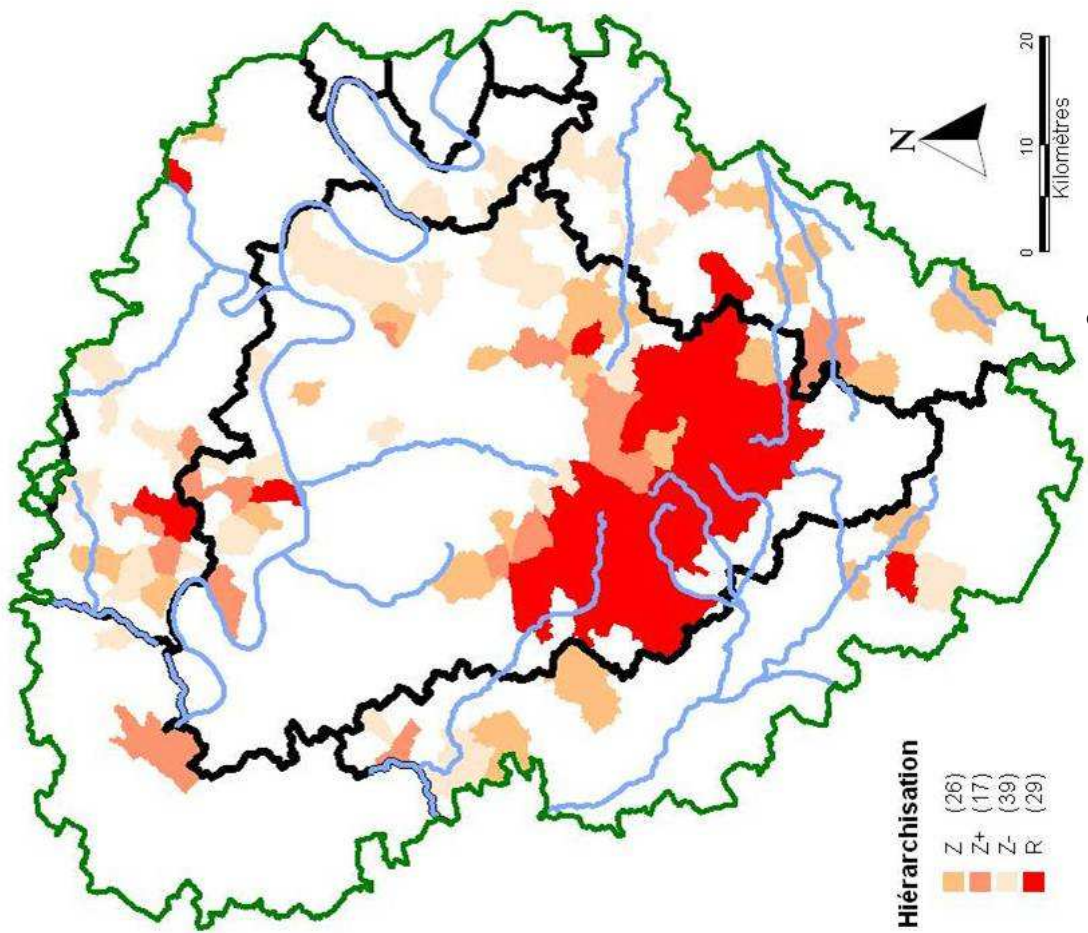 N
0 10 20
Kilomètres
Hiérarchisation
Z (26)
Z+ (17)
Z- (39)
R (29)